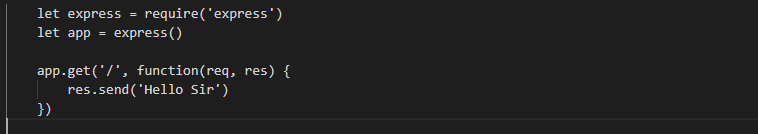 let express = require('express')
let app = express()

app.get('/', function(req, res) {
    res.send('Hello Sir')
})